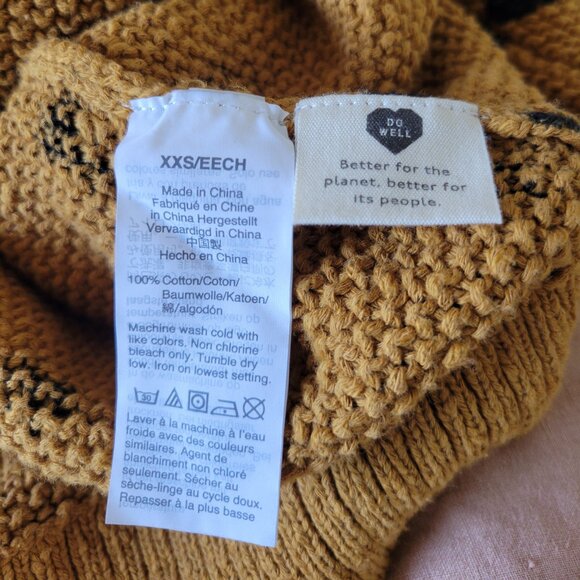 XXS/EECH
Made in China
Fabriqué en Chine
in China Hergestellt
Vervaardigd in China
中国製
Hecho en China
100% Cotton/Coton/
Baumwolle/Katoen/
綿/algodón
Machine wash cold with
like colors. Non chlorine
bleach only. Tumble dry
low. Iron on lowest setting.
30
Laver à la machine à l'eau
froide avec des couleurs
similaires. Agent de
blanchiment non chloré
seulement. Sécher au
sèche-linge au cycle doux.
Repasser à la plus basse
DO
WELL
Better for the
planet, better for
its people.